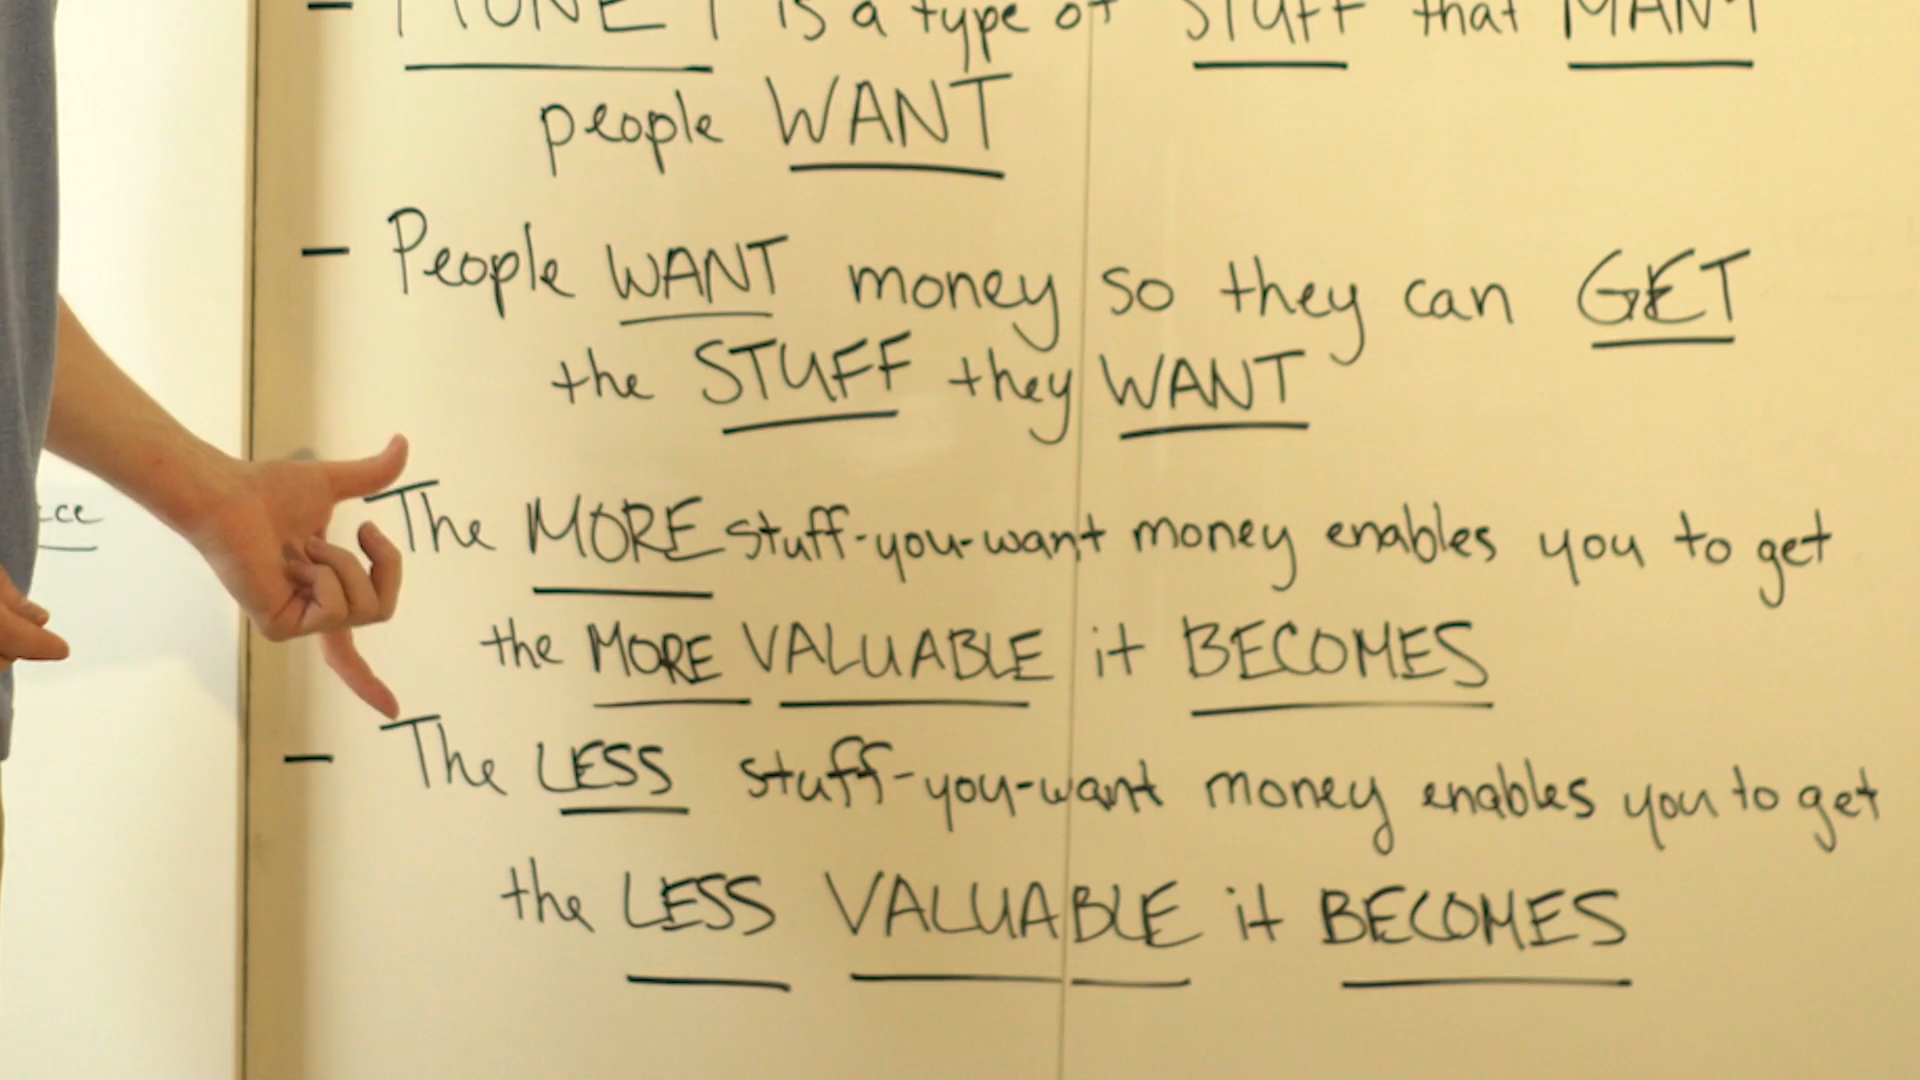 - MONEY is a type of STUFF that MANY
people WANT
- People WANT money so they can GET
the STUFF they WANT
The MORE stuff-you-want money enables you to get
the MORE VALUABLE it BECOMES
- The LESS stuff-you-want money enables you to get
the LESS VALUABLE it BECOMES